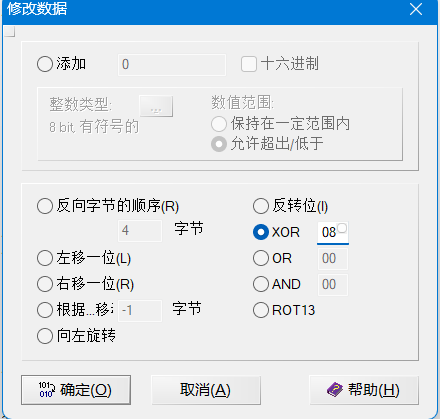 修改数据
添加 0 十六进制
整数类型: ... 数值范围:
8 bit, 有符号的 保持在一定范围内
允许超出/低于
反向字节的顺序(R) 反转位(I)
4 字节 XOR 08
左移一位(L) OR 00
右移一位(R) AND 00
根据...移 -1 字节 ROT13
向左旋转
确定(O) 取消(A) 帮助(H)